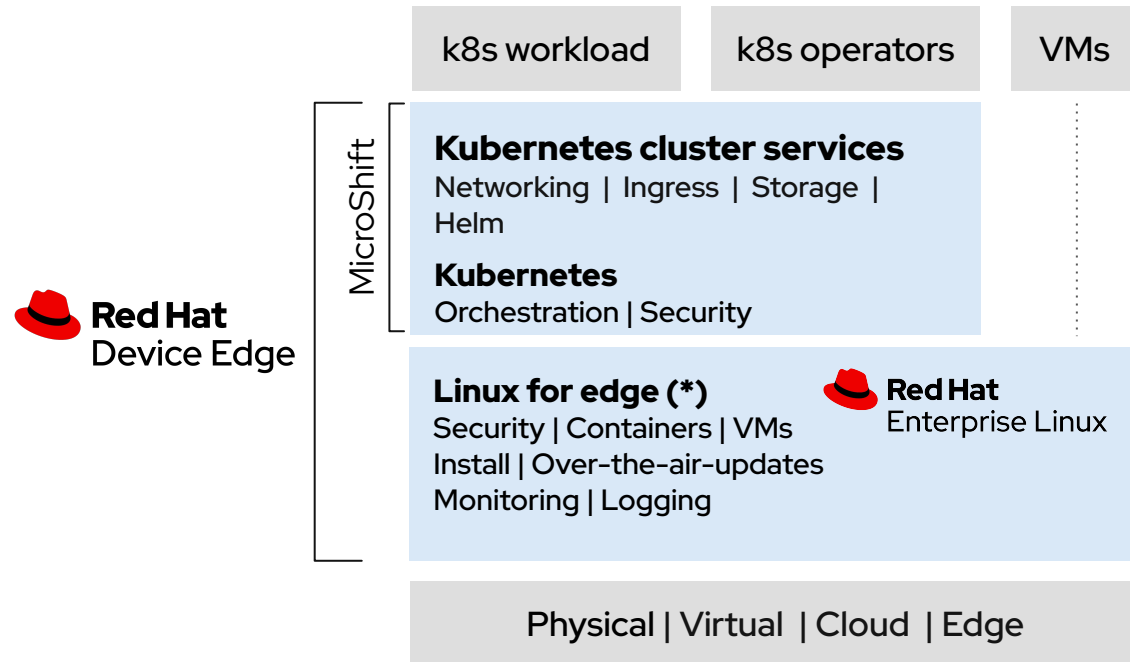 k8s workload
k8s operators
VMs
MicroShift
Kubernetes cluster services
Networking | Ingress | Storage |
Helm
Kubernetes
Orchestration | Security
Red Hat
Device Edge
Linux for edge (*)
Security | Containers | VMs
Install | Over-the-air-updates
Monitoring | Logging
Red Hat
Enterprise Linux
Physical | Virtual | Cloud | Edge